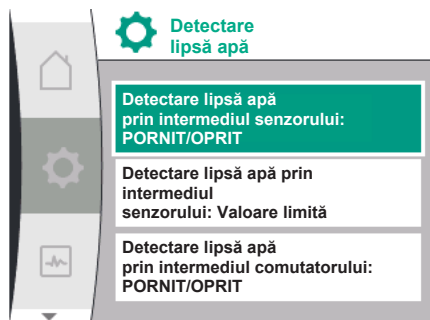 Detectare
lipsă apă
Detectare lipsă apă
prin intermediul senzorului:
PORNIT/OPRIT
Detectare lipsă apă prin
intermediul
senzorului: Valoare limită
Detectare lipsă apă
prin intermediul comutatorului:
PORNIT/OPRIT